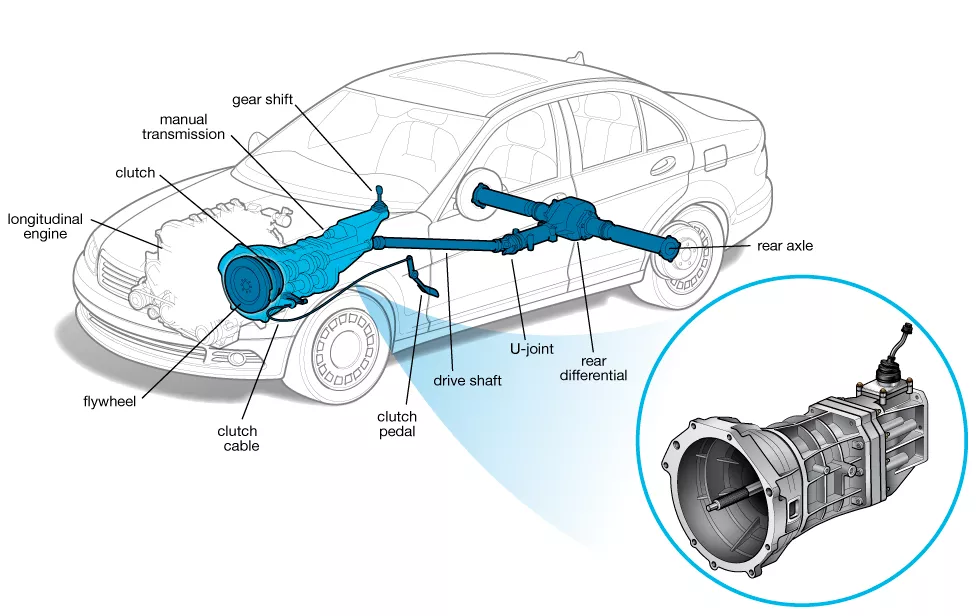 gear shift
manual
transmission
clutch
longitudinal
engine
rear axle
U-joint
rear
differential
drive shaft
flywheel
clutch
pedal
clutch
cable